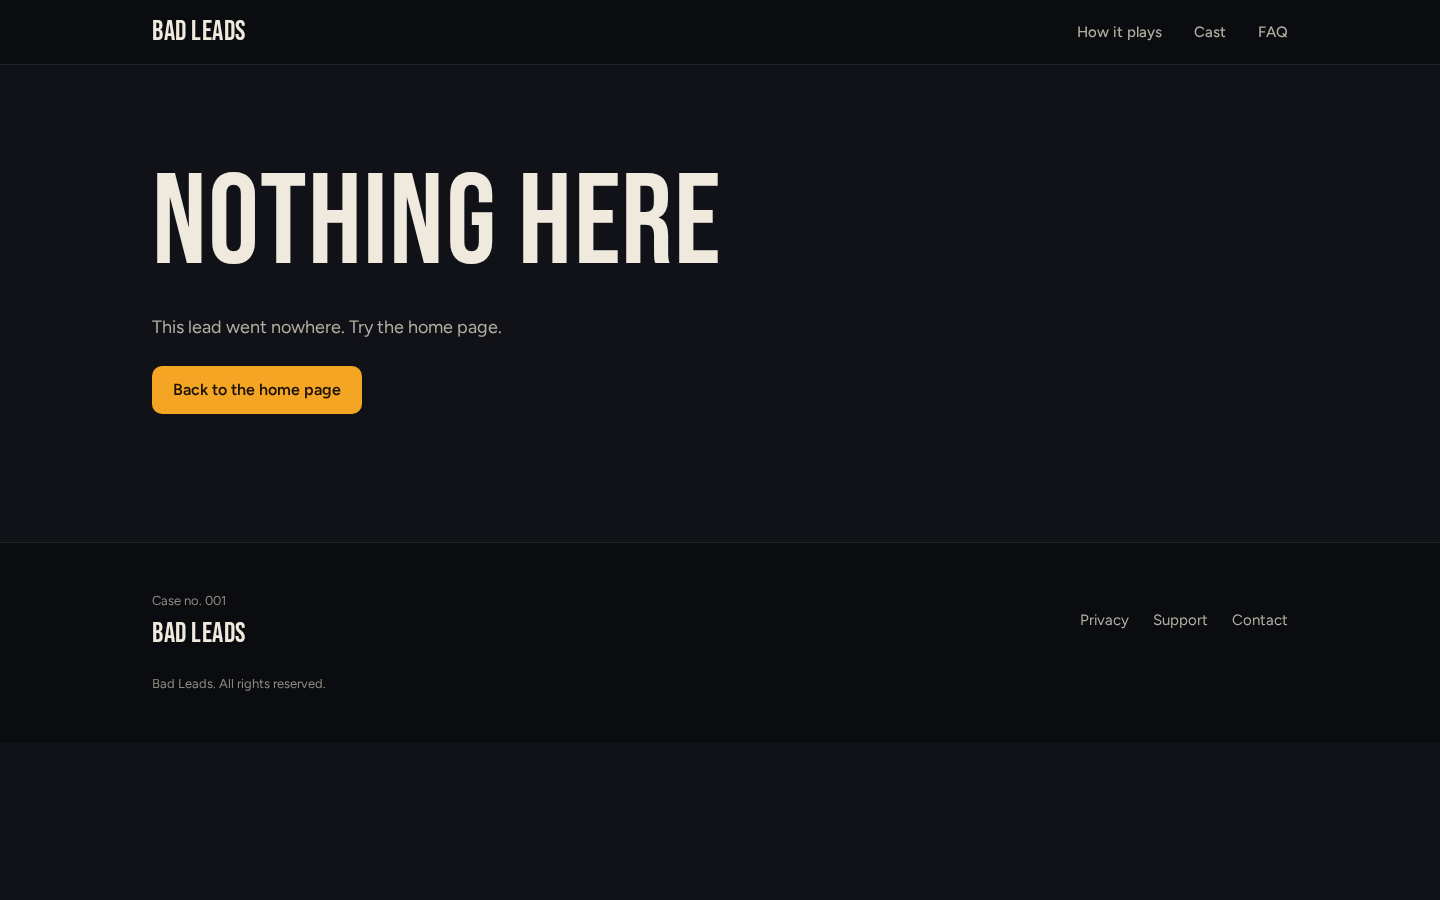 BAD LEADS
How it plays
Cast
FAQ
NOTHING HERE
This lead went nowhere. Try the home page.
Back to the home page
Case no. 001
BAD LEADS
Privacy
Support
Contact
Bad Leads. All rights reserved.